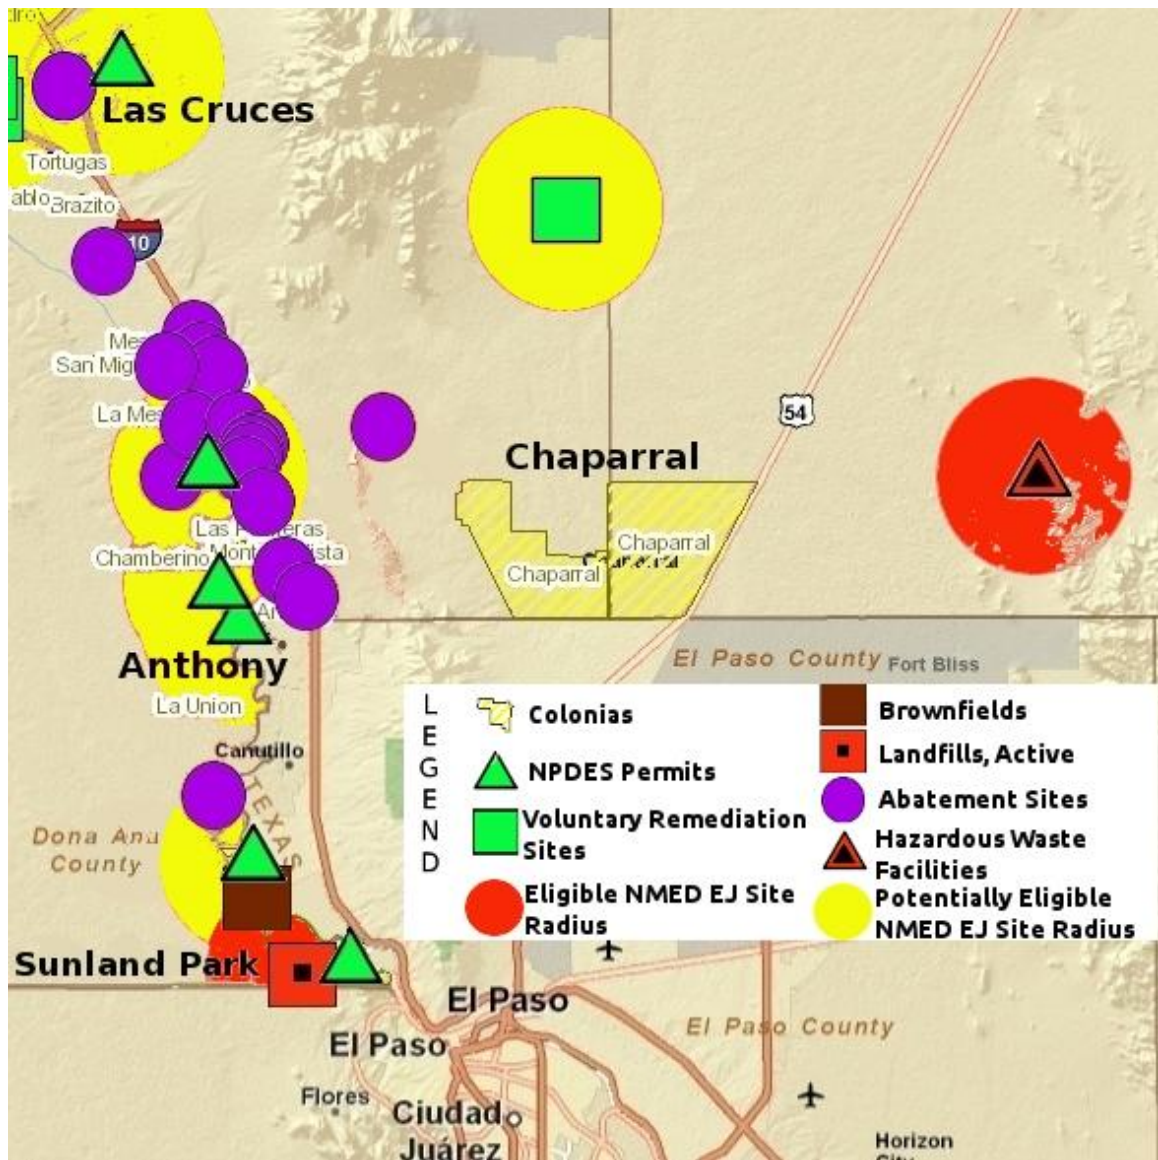 Las Cruces
Tortugas
Brazito
10
San Mig
La Mes
54
Chaparral
Chaparral
Chaparral
Las
Chamberino
Anthony
La Union
El Paso County
Fort Bliss
Canutillo
TEXAS
Dona Ana
County
LEGEND
Colonias
NPDES Permits
Voluntary Remediation
Sites
Eligible NMED EJ Site
Radius
Brownfields
Landfills, Active
Abatement Sites
Hazardous Waste
Facilities
Potentially Eligible
NMED EJ Site Radius
Sunland Park
El Paso
El Paso County
El Paso
Flores
Ciudad
Juárez
Horizon